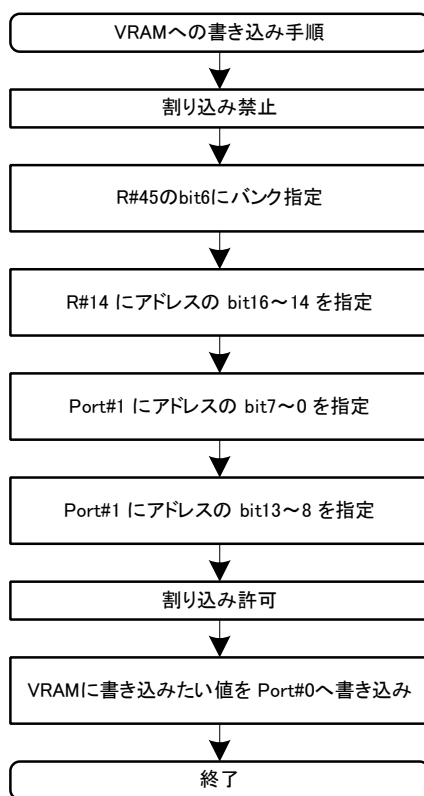 VRAMへの書き込み手順
割り込み禁止
R#45のbit6にバンク指定
R#14 にアドレスの bit16～14 を指定
Port#1 にアドレスの bit7～0 を指定
Port#1 にアドレスの bit13～8 を指定
割り込み許可
VRAMに書き込みたい値を Port#0へ書き込み
終了